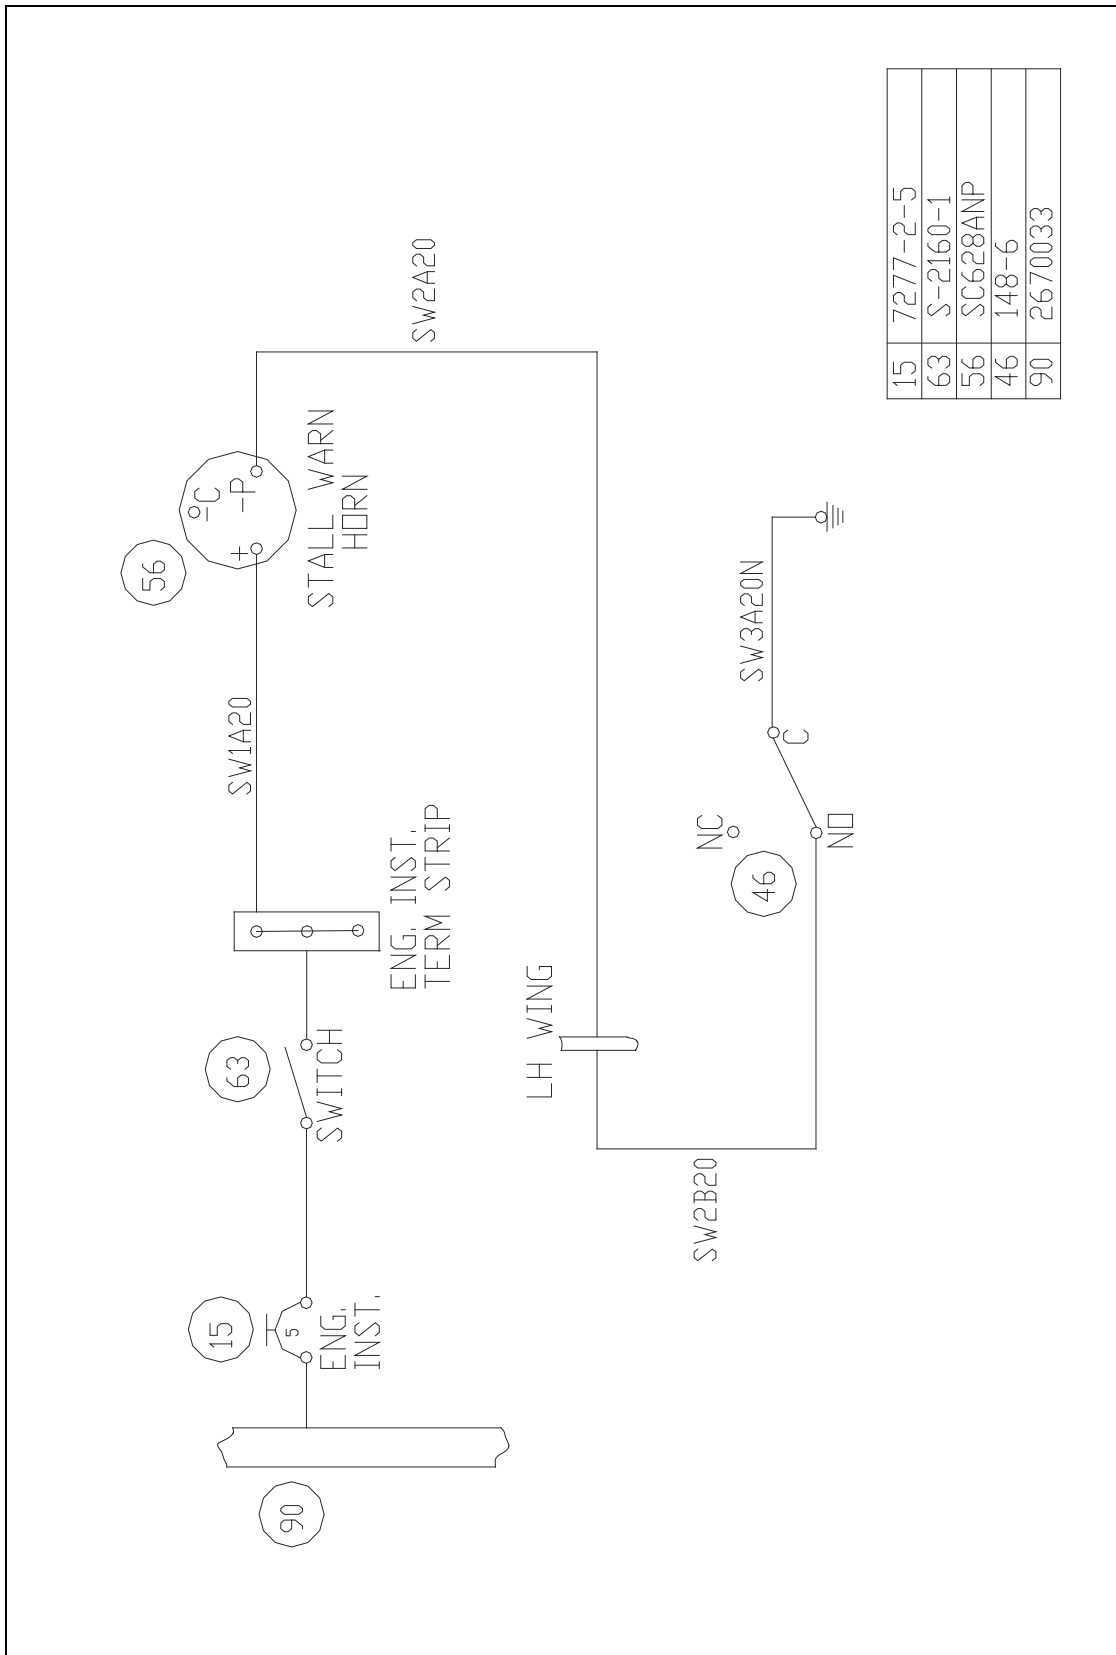 90
15
5
ENG.
INST.
63
SWITCH
ENG. INST.
TERM STRIP
SW1A20
56
+
-C
-P
STALL WARN
HORN
SW2A20
LH WING
SW2B20
NC
46
NO
C
SW3A20N
15 7277-2-5
63 S-2160-1
56 SC628ANP
46 148-6
90 2670033